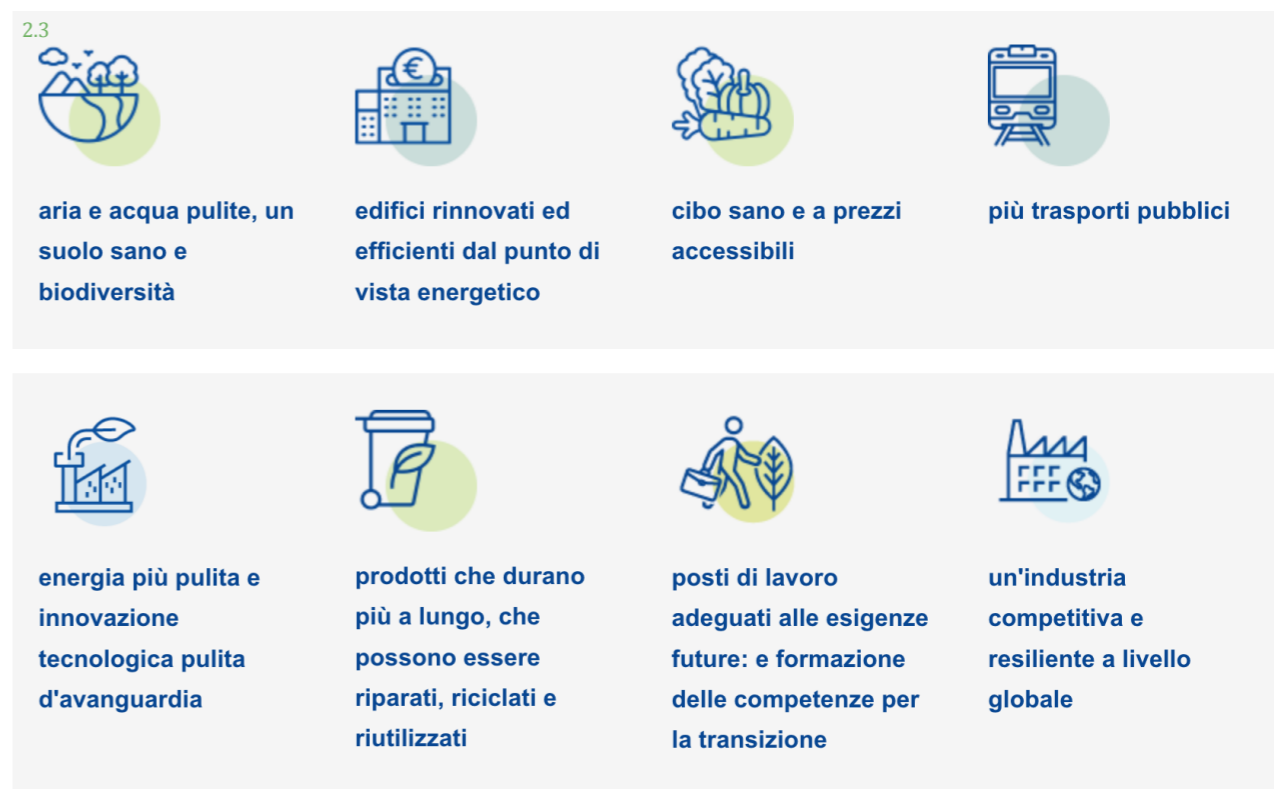 2.3
aria e acqua pulite, un
suolo sano e
biodiversità
edifici rinnovati ed
efficienti dal punto di
vista energetico
cibo sano e a prezzi
accessibili
più trasporti pubblici
energia più pulita e
innovazione
tecnologica pulita
d'avanguardia
prodotti che durano
più a lungo, che
possono essere
riparati, riciclati e
riutilizzati
posti di lavoro
adeguati alle esigenze
future: e formazione
delle competenze per
la transizione
un'industria
competitiva e
resiliente a livello
globale